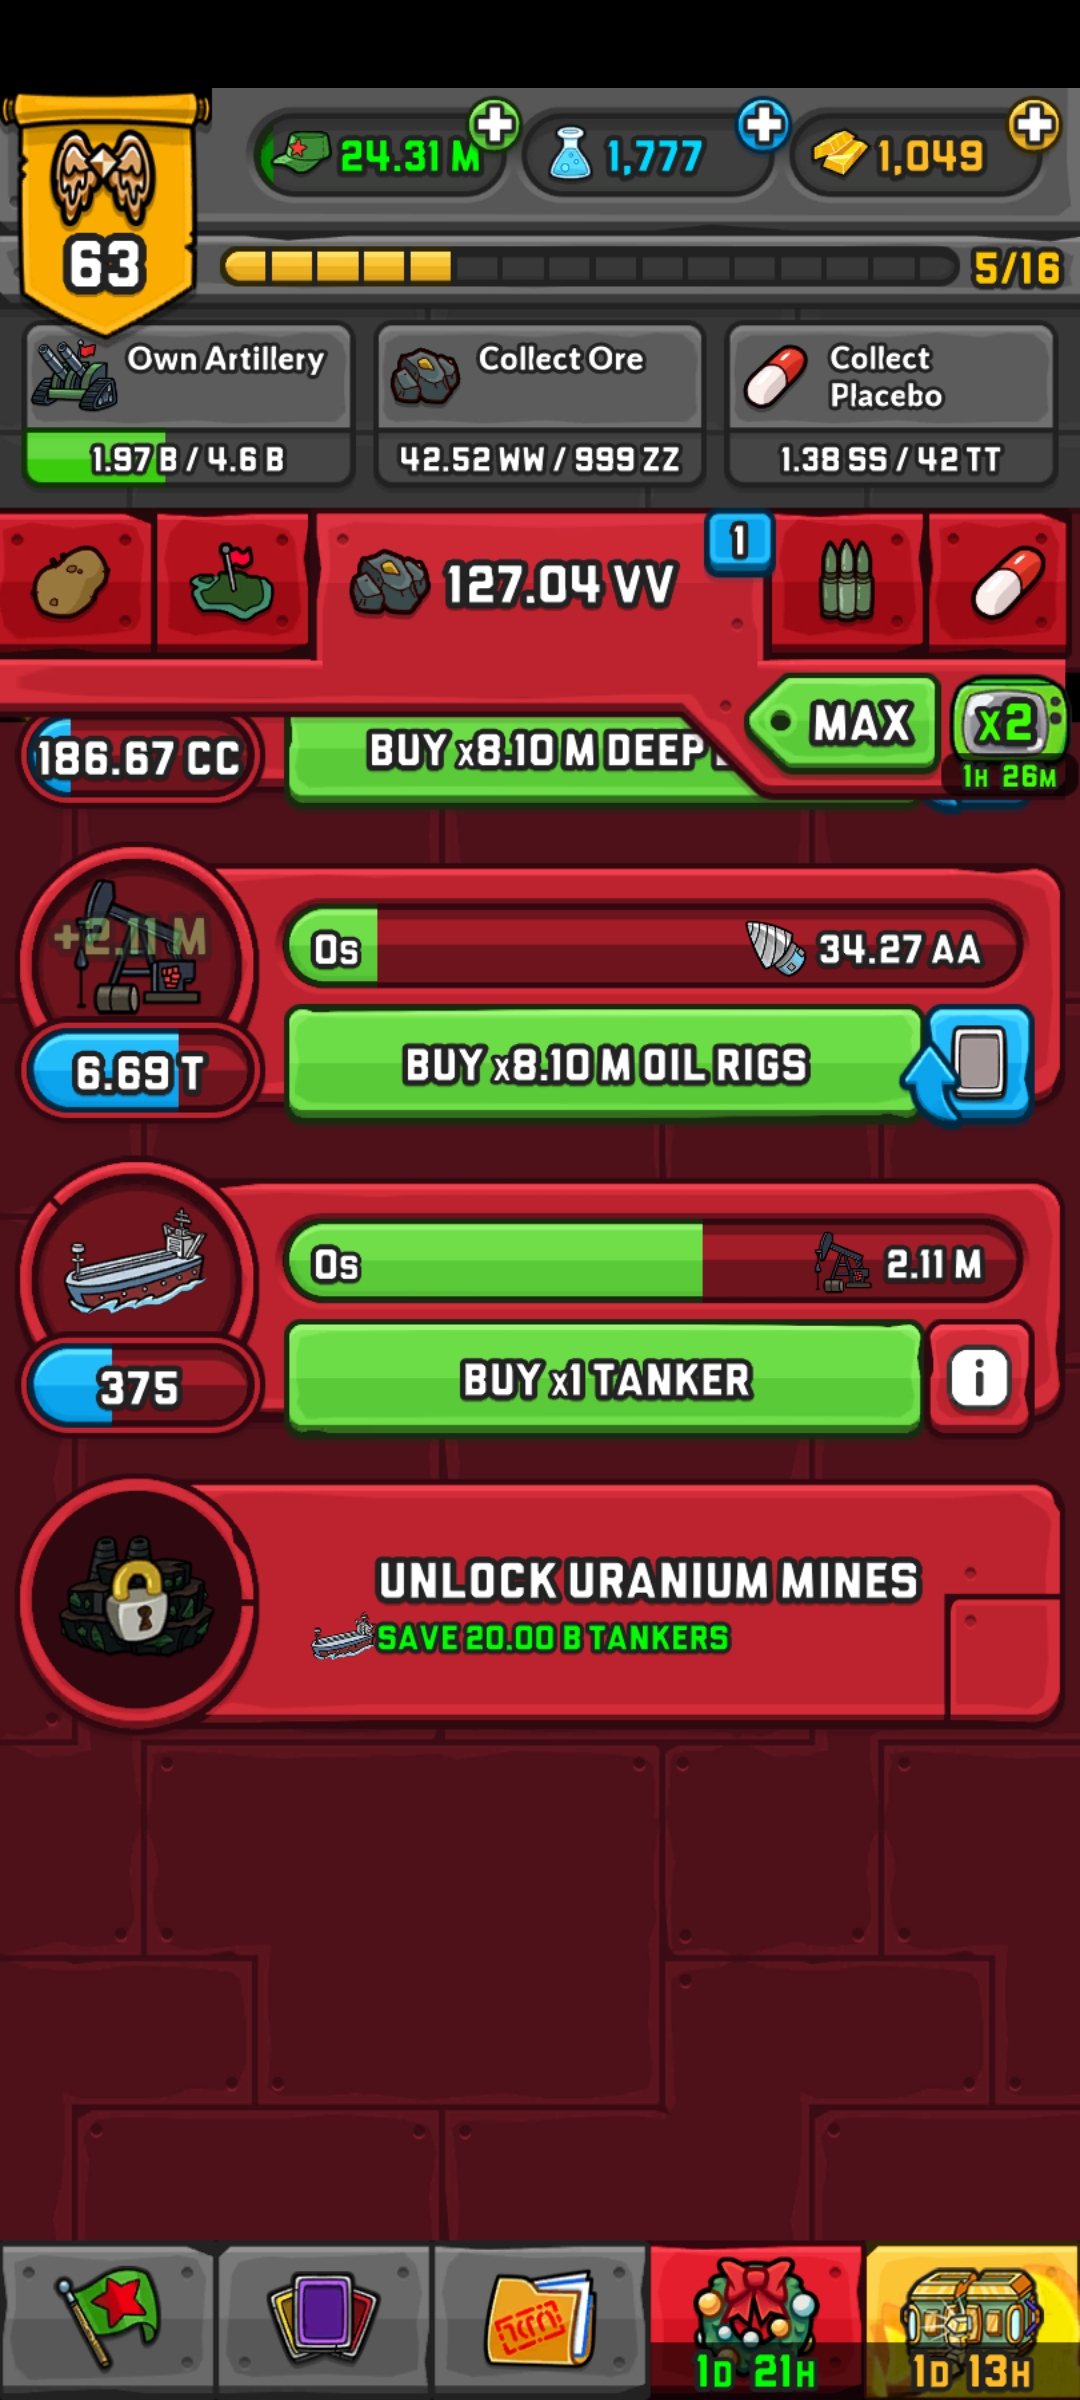 24.31 M
1,777
1,049
63
5/16
Own Artillery
1.97 B / 4.6 B
Collect Ore
42.52 WW / 999 ZZ
Collect
Placebo
1.38 SS / 42 TT
127.04 VV
1
MAX
x2
1H 26M
186.67 CC
BUY x8.10 M DEEP
+2.11 M
0s
34.27 AA
6.69 T
BUY x8.10 M OIL RIGS
0s
2.11 M
375
BUY x1 TANKER
i
UNLOCK URANIUM MINES
SAVE 20.00 B TANKERS
1D 21H
1D 13H